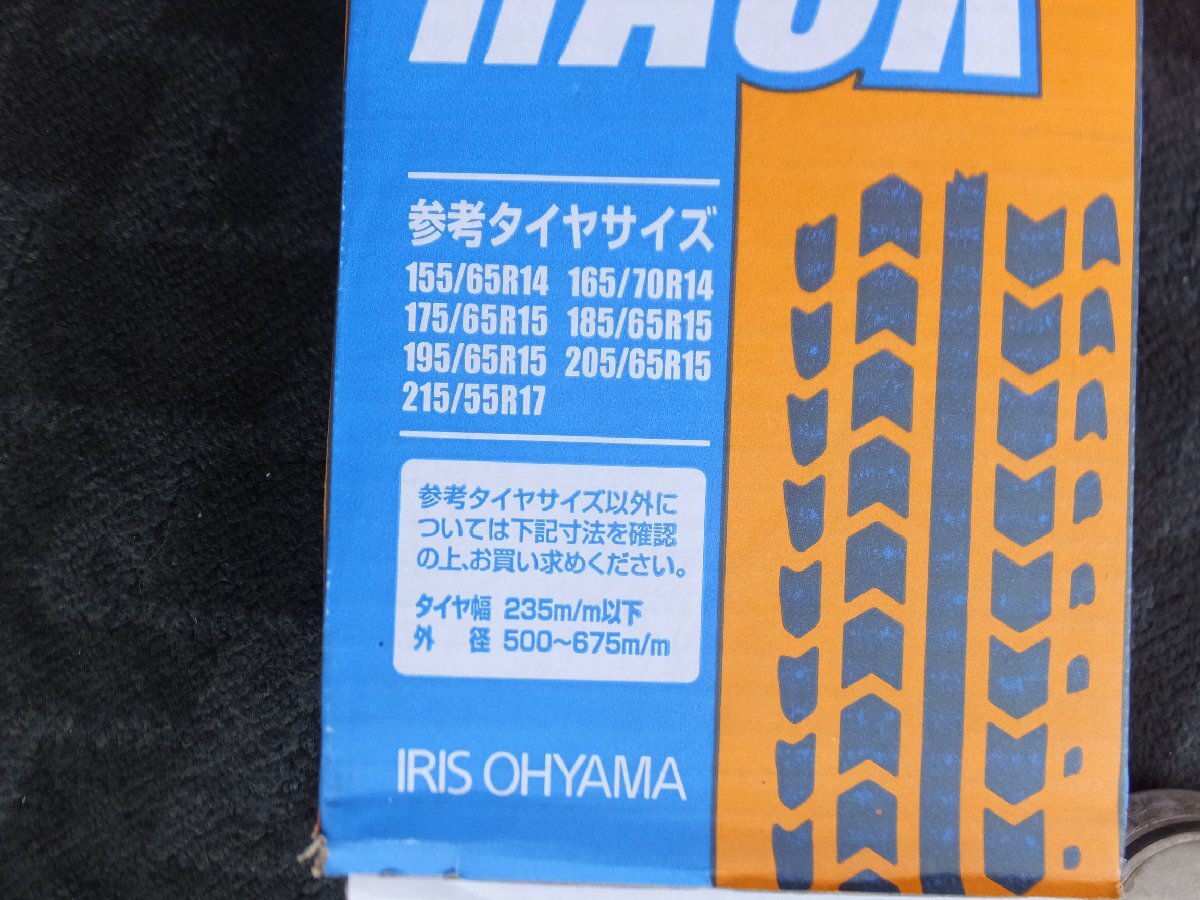 RACK
参考タイヤサイズ
155/65R14 165/70R14
175/65R15 185/65R15
195/65R15 205/65R15
215/55R17
参考タイヤサイズ以外に
ついては下記寸法を確認
の上、お買い求めください。
タイヤ幅 235m/m以下
外 径 500〜675m/m
IRIS OHYAMA